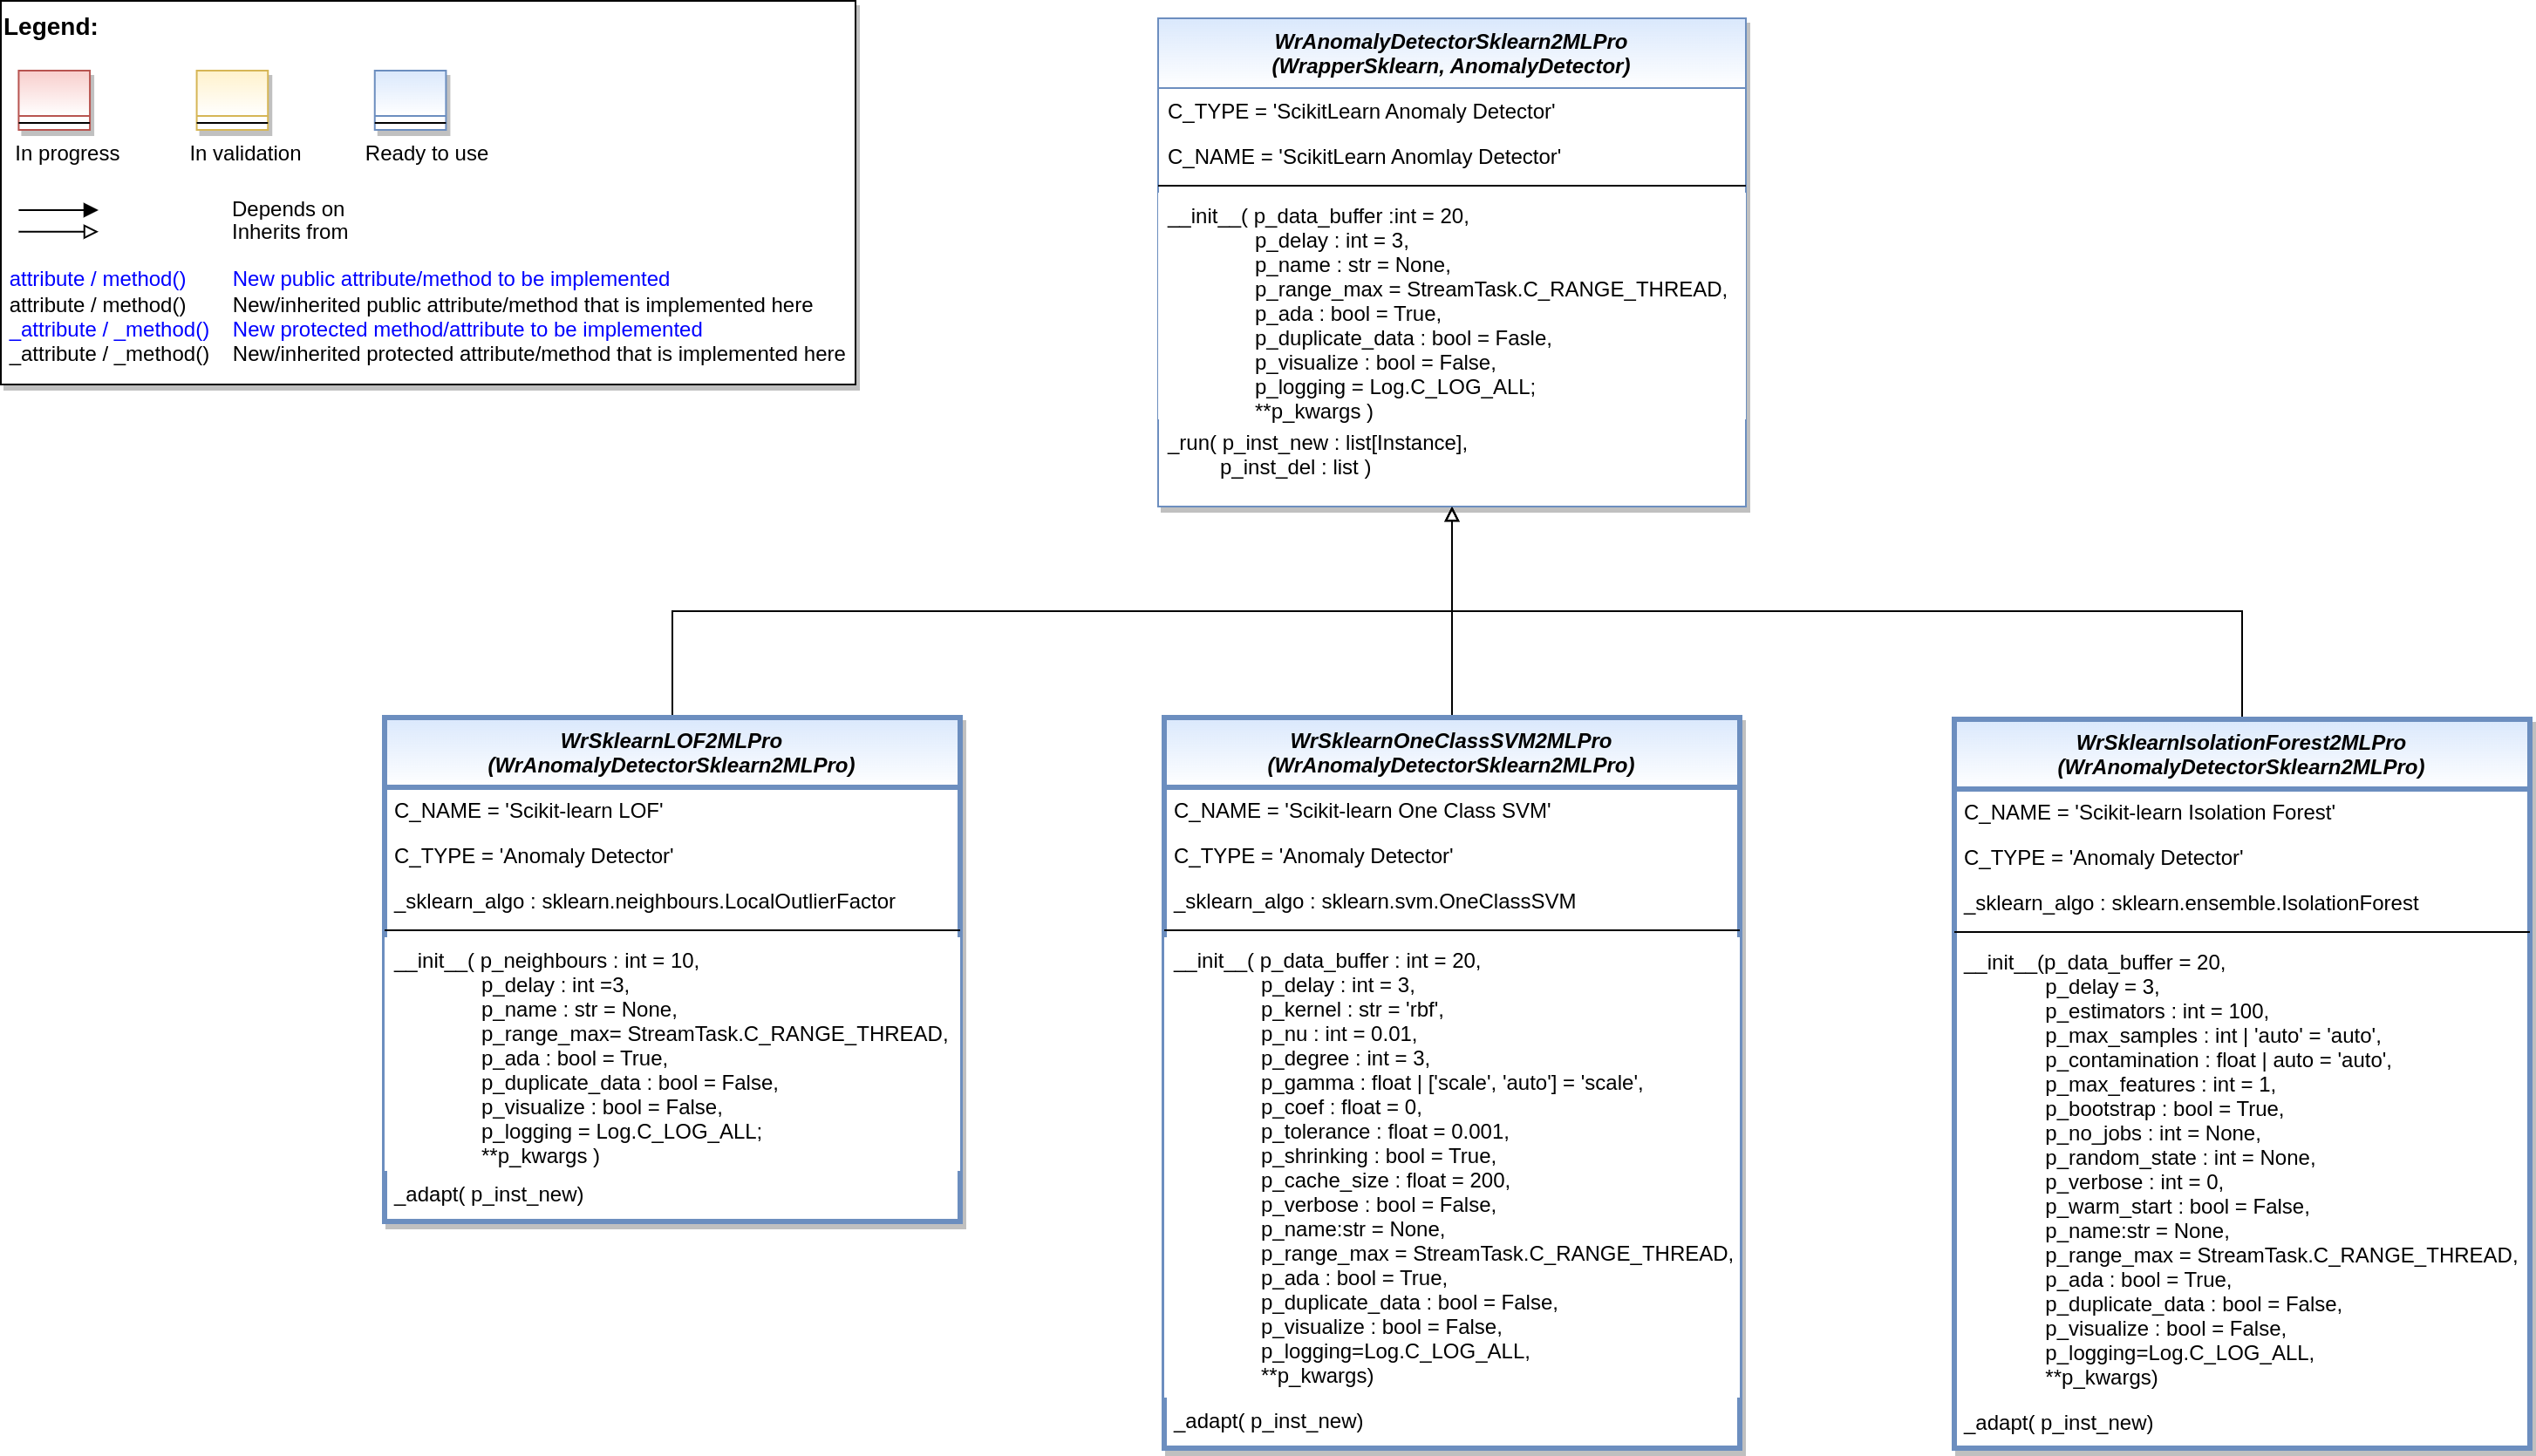 Legend:
In progress
In validation
Ready to use
Depends on
Inherits from
attribute / method() New public attribute/method to be implemented
attribute / method() New/inherited public attribute/method that is implemented here
_attribute / _method() New protected method/attribute to be implemented
_attribute / _method() New/inherited protected attribute/method that is implemented here
WrAnomalyDetectorSklearn2MLPro
(WrapperSklearn, AnomalyDetector)
C_TYPE = 'ScikitLearn Anomaly Detector'
C_NAME = 'ScikitLearn Anomlay Detector'
__init__( p_data_buffer :int = 20,
p_delay : int = 3,
p_name : str = None,
p_range_max = StreamTask.C_RANGE_THREAD,
p_ada : bool = True,
p_duplicate_data : bool = Fasle,
p_visualize : bool = False,
p_logging = Log.C_LOG_ALL;
**p_kwargs )
_run( p_inst_new : list[Instance],
p_inst_del : list )
WrSklearnLOF2MLPro
(WrAnomalyDetectorSklearn2MLPro)
C_NAME = 'Scikit-learn LOF'
C_TYPE = 'Anomaly Detector'
_sklearn_algo : sklearn.neighbours.LocalOutlierFactor
__init__( p_neighbours : int = 10,
p_delay : int =3,
p_name : str = None,
p_range_max= StreamTask.C_RANGE_THREAD,
p_ada : bool = True,
p_duplicate_data : bool = False,
p_visualize : bool = False,
p_logging = Log.C_LOG_ALL;
**p_kwargs )
_adapt( p_inst_new)
WrSklearnOneClassSVM2MLPro
(WrAnomalyDetectorSklearn2MLPro)
C_NAME = 'Scikit-learn One Class SVM'
C_TYPE = 'Anomaly Detector'
_sklearn_algo : sklearn.svm.OneClassSVM
__init__( p_data_buffer : int = 20,
p_delay : int = 3,
p_kernel : str = 'rbf',
p_nu : int = 0.01,
p_degree : int = 3,
p_gamma : float | ['scale', 'auto'] = 'scale',
p_coef : float = 0,
p_tolerance : float = 0.001,
p_shrinking : bool = True,
p_cache_size : float = 200,
p_verbose : bool = False,
p_name:str = None,
p_range_max = StreamTask.C_RANGE_THREAD,
p_ada : bool = True,
p_duplicate_data : bool = False,
p_visualize : bool = False,
p_logging=Log.C_LOG_ALL,
**p_kwargs)
_adapt( p_inst_new)
WrSklearnIsolationForest2MLPro
(WrAnomalyDetectorSklearn2MLPro)
C_NAME = 'Scikit-learn Isolation Forest'
C_TYPE = 'Anomaly Detector'
_sklearn_algo : sklearn.ensemble.IsolationForest
__init__(p_data_buffer = 20,
p_delay = 3,
p_estimators : int = 100,
p_max_samples : int | 'auto' = 'auto',
p_contamination : float | auto = 'auto',
p_max_features : int = 1,
p_bootstrap : bool = True,
p_no_jobs : int = None,
p_random_state : int = None,
p_verbose : int = 0,
p_warm_start : bool = False,
p_name:str = None,
p_range_max = StreamTask.C_RANGE_THREAD,
p_ada : bool = True,
p_duplicate_data : bool = False,
p_visualize : bool = False,
p_logging=Log.C_LOG_ALL,
**p_kwargs)
_adapt( p_inst_new)